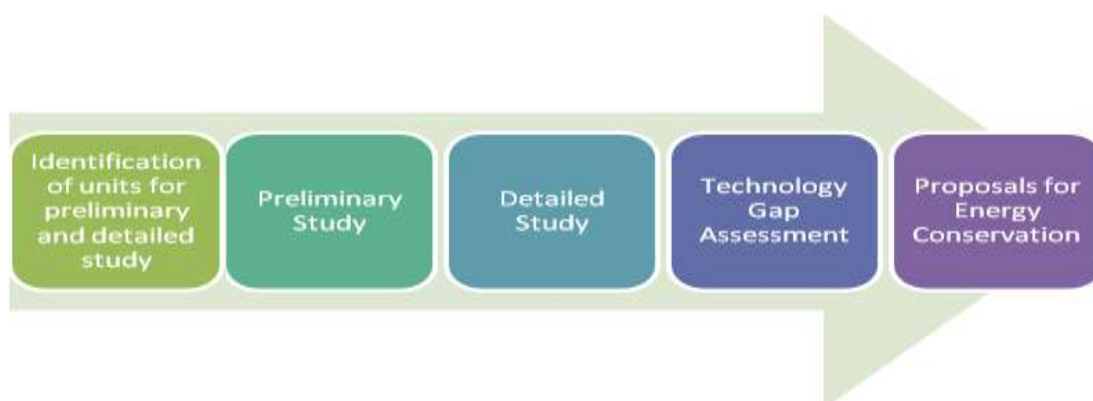 Identification
of units for
preliminary
and detailed
study
Preliminary
Study
Detailed
Study
Technology
Gap
Assessment
Proposals for
Energy
Conservation